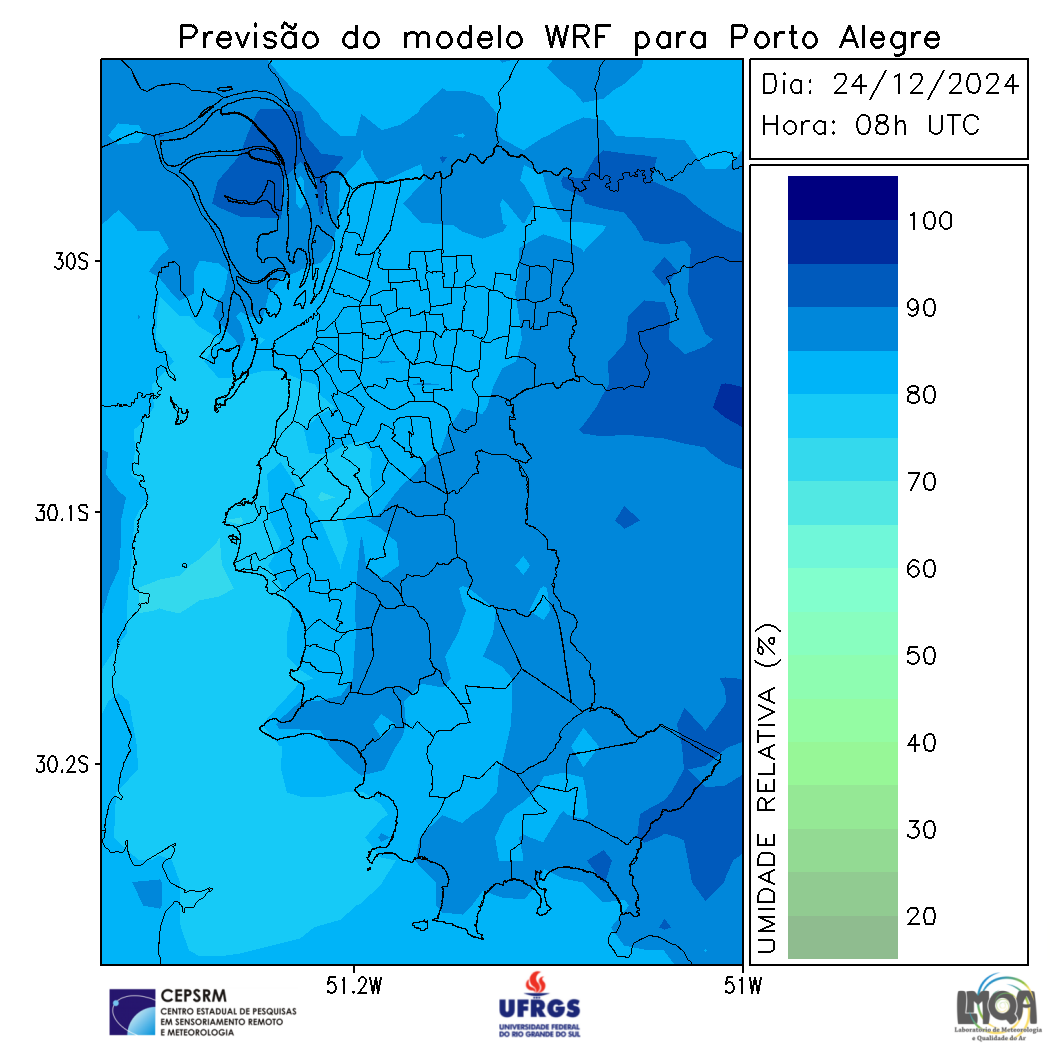 Previsão do modelo WRF para Porto Alegre
Dia: 24/12/2024
Hora: 08h UTC
30S
30.1S
30.2S
51.2W
51W
UMIDADE RELATIVA (%)
100
90
80
70
60
50
40
30
20
CEPSRM
CENTRO ESTADUAL DE PESQUISAS
EM SENSORIAMENTO REMOTO
E METEOROLOGIA
UFRGS
UNIVERSIDADE FEDERAL
DO RIO GRANDE DO SUL
LMQA
Laboratório de Meteorologia
e Qualidade do Ar